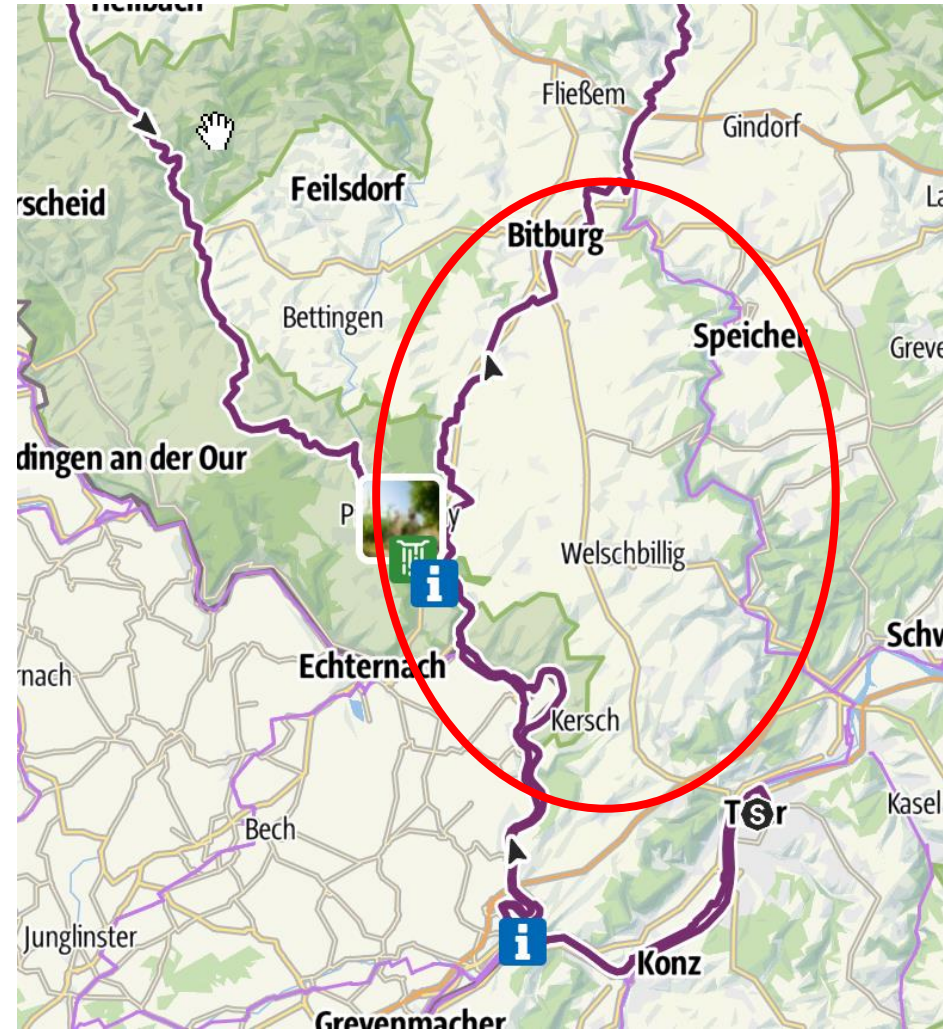 Fließem
Gindorf
rscheid
Feilsdorf
Bitburg
Bettingen
Speicher
Greve
dingen an der Our
P
y
i
Welschbillig
Echternach
Schw
rnach
Kersch
T S r
Kasel
Bech
Junglinster
i
Konz
Grevenmacher